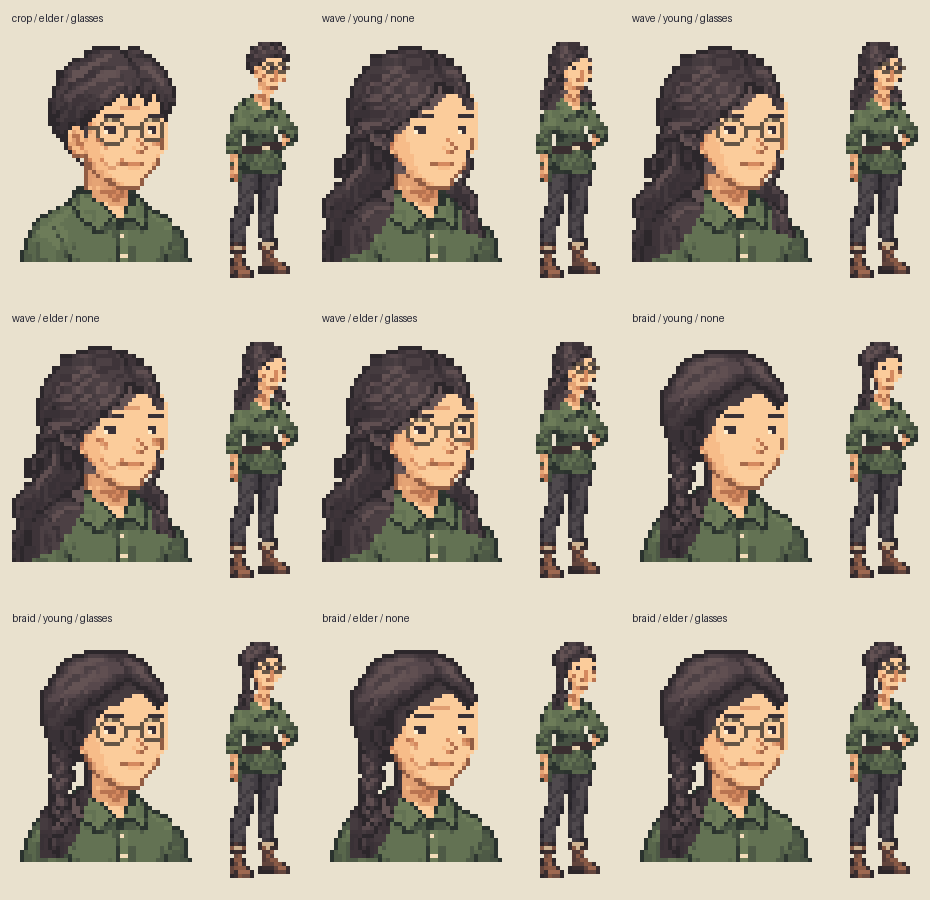 crop / elder / glasses
wave / young / none
wave / young / glasses
wave / elder / none
wave / elder / glasses
braid / young / none
braid / young / glasses
braid / elder / none
braid / elder / glasses